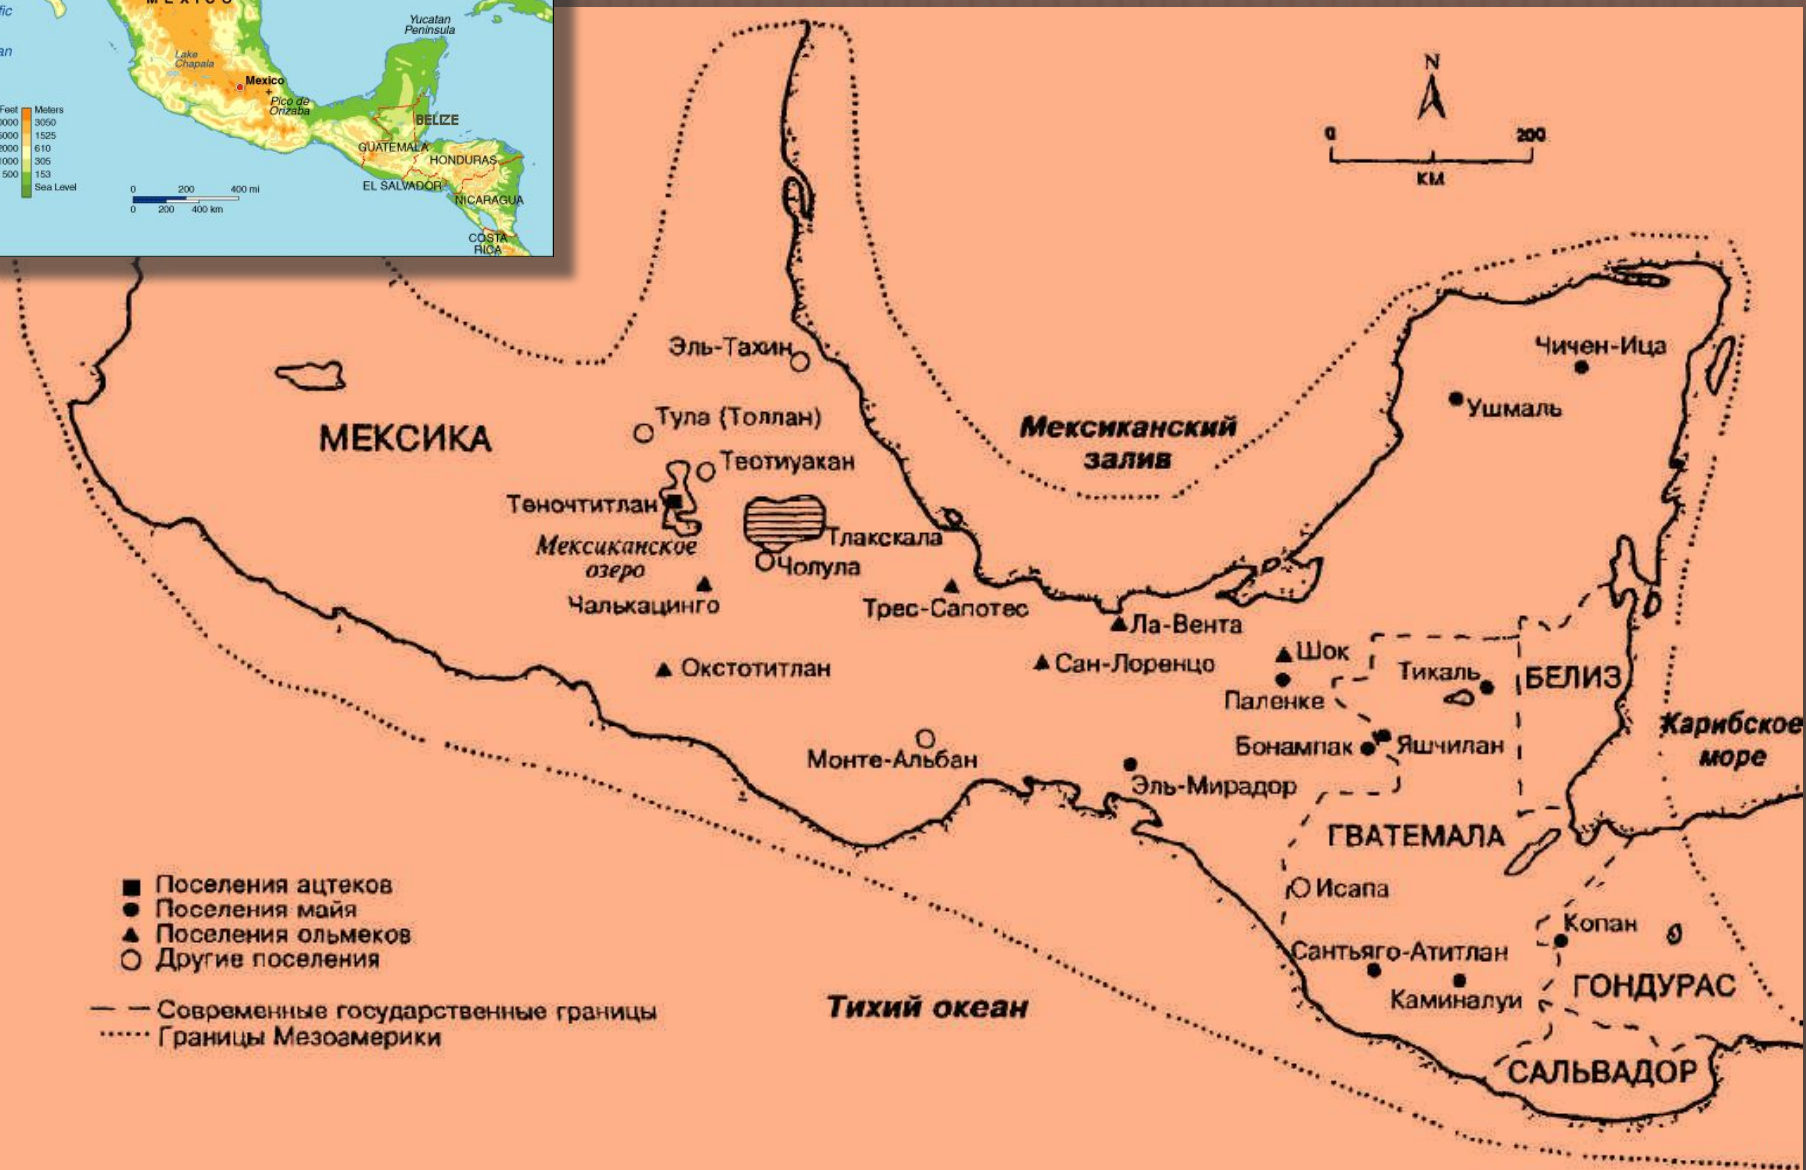 MEXICO
Yucatan
Peninsula
Lake
Chapala
Mexico
Pico de
Orizaba
BELIZE
GUATEMALA
HONDURAS
EL SALVADOR
NICARAGUA
COSTA
RICA
Feet Meters
3050
1525
610
305
500 153
Sea Level
0 200 400 mi
0 200 400 km
N
0 200
КМ
Эль-Тахин
Чичен-Ица
Ушмаль
Тула (Толлан)
МЕКСИКА
Мексиканский
залив
Теотиуакан
Теночтитлан
Тлакскала
Мексиканское
озеро
Чолула
Чалькацинго
Трес-Сапотес
Ла-Вента
Шок
Окстотитлан
Сан-Лоренцо
Тикаль
БЕЛИЗ
Паленке
Карибское
море
Бонампак
Яшчилан
Монте-Альбан
Эль-Мирадор
ГВАТЕМАЛА
Исапа
Копан
Сантьяго-Атитлан
Каминалуи
ГОНДУРАС
Тихий океан
САЛЬВАДОР
Поселения ацтеков
Поселения майя
Поселения ольмеков
Другие поселения
Современные государственные границы
Границы Мезоамерики